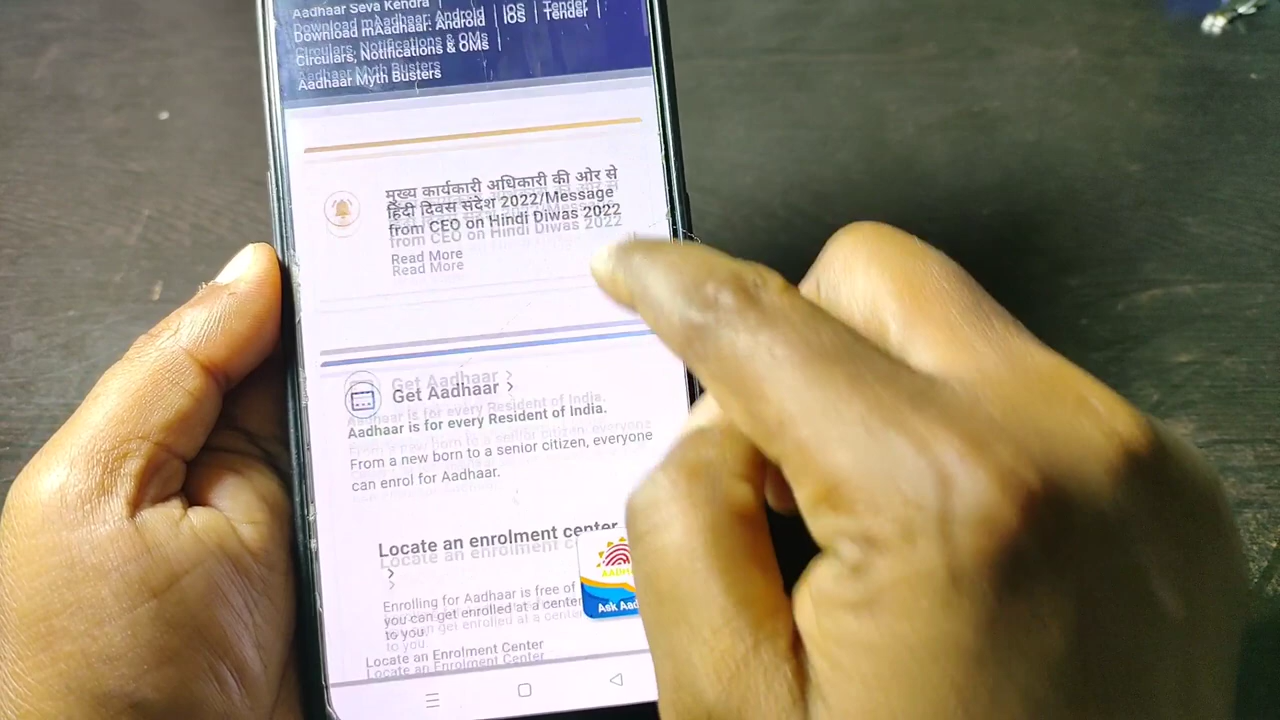 Aadhaar Seva Kendra |
Download mAadhaar: Android | iOS | Tender |
Circulars, Notifications & OMs |
Aadhaar Myth Busters
मुख्य कार्यकारी अधिकारी की ओर से
हिंदी दिवस संदेश 2022/Message
from CEO on Hindi Diwas 2022
Read More
Get Aadhaar >
Aadhaar is for every Resident of India.
From a new born to a senior citizen, everyone
can enrol for Aadhaar.
Locate an enrolment center
>
Enrolling for Aadhaar is free of
you can get enrolled at a center
to you.
Locate an Enrolment Center
Ask